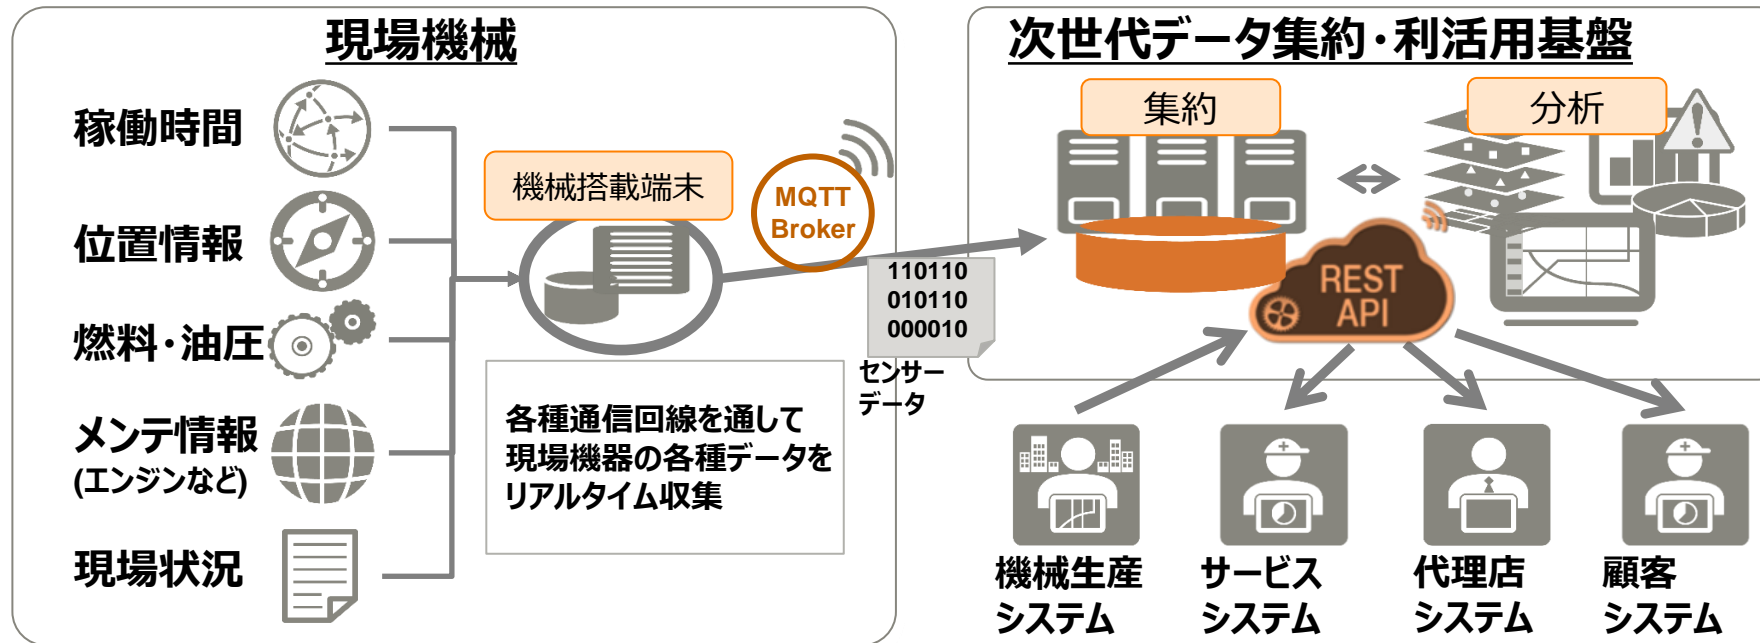 現場機械
稼働時間
位置情報
燃料・油圧
メンテ情報
(エンジンなど)
現場状況
機械搭載端末
MQTT
Broker
各種通信回線を通して
現場機器の各種データを
リアルタイム収集
110110
010110
000010
センサー
データ
次世代データ集約・利活用基盤
集約
分析
REST
API
機械生産
システム
サービス
システム
代理店
システム
顧客
システム